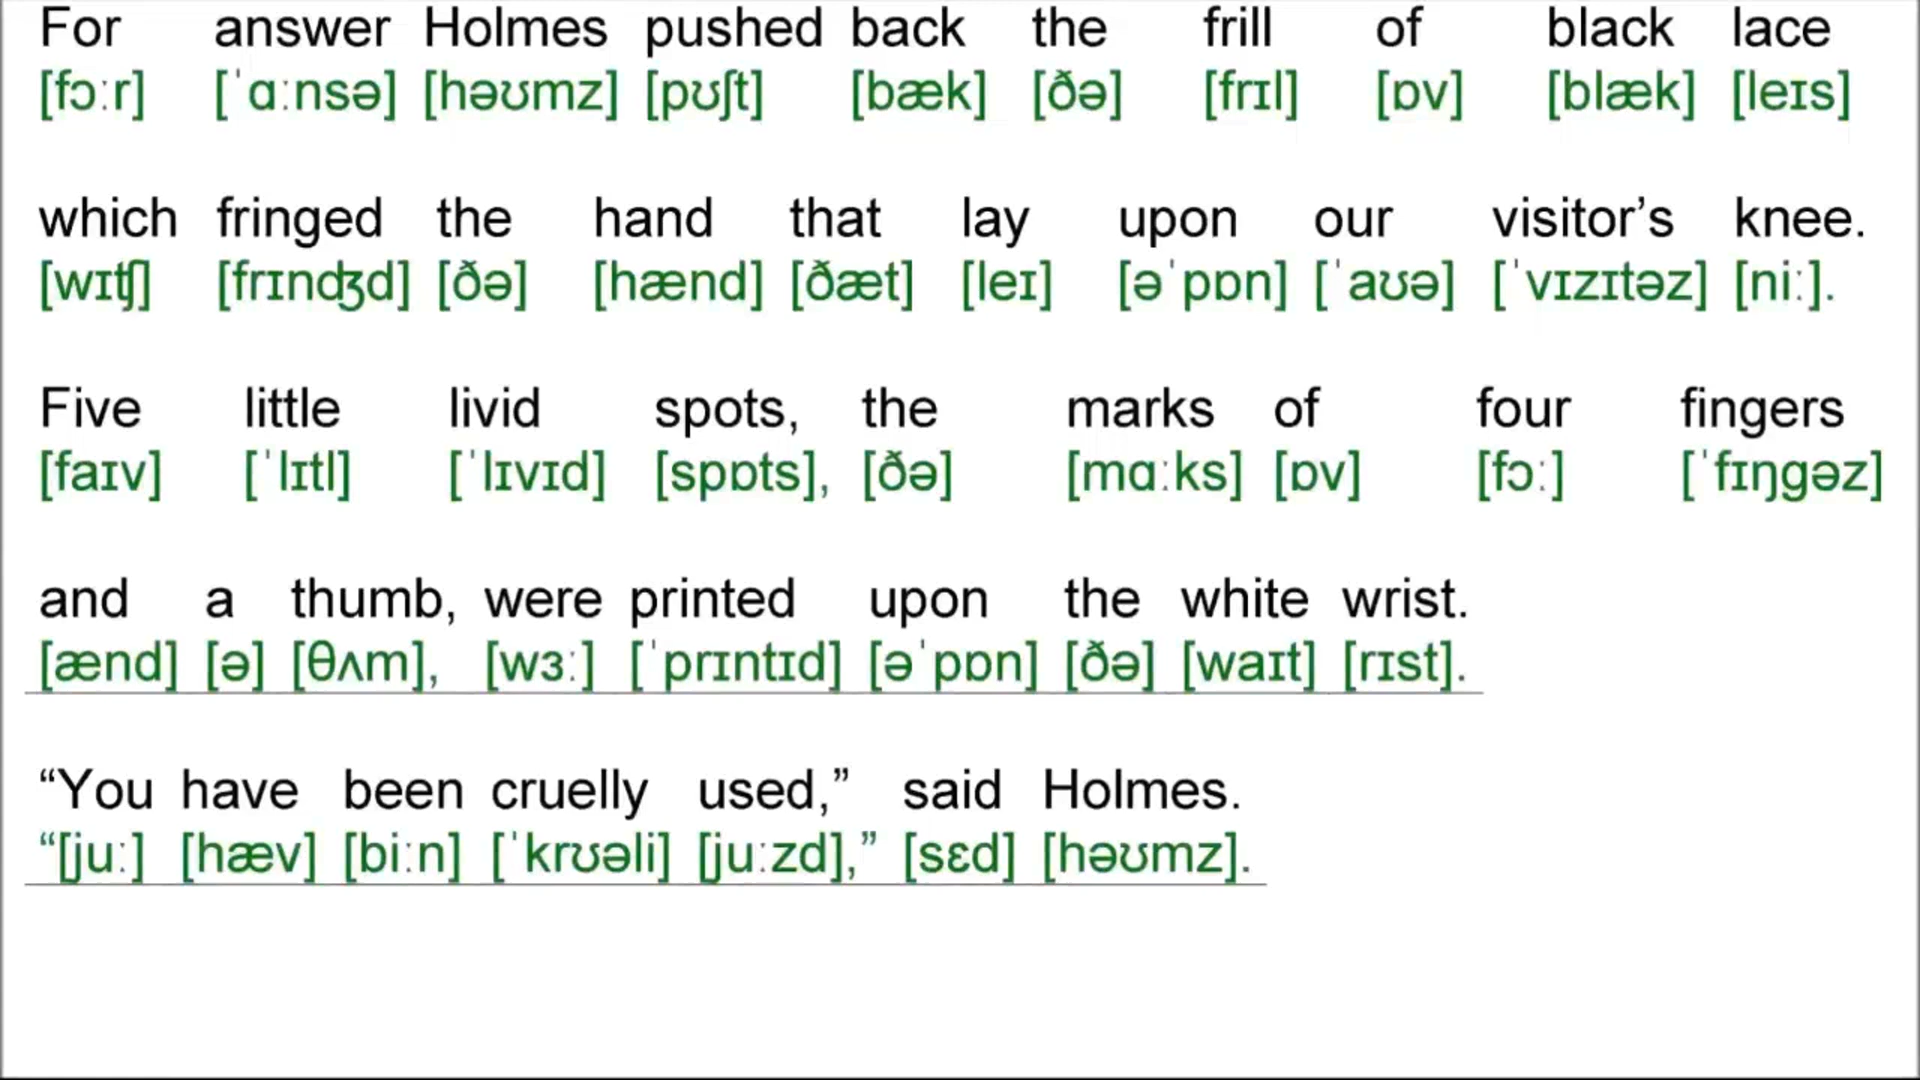 For answer Holmes pushed back the frill of black lace
[fɔːr] [ˈɑːnsə] [həʊmz] [pʊʃt] [bæk] [ðə] [frɪl] [ɒv] [blæk] [leɪs]
which fringed the hand that lay upon our visitor’s knee.
[wɪʧ] [frɪnʤd] [ðə] [hænd] [ðæt] [leɪ] [əˈpɒn] [ˈaʊə] [ˈvɪzɪtəz] [niː].
Five little livid spots, the marks of four fingers
[faɪv] [ˈlɪtl] [ˈlɪvɪd] [spɒts], [ðə] [mɑːks] [ɒv] [fɔː] [ˈfɪŋgəz]
and a thumb, were printed upon the white wrist.
[ænd] [ə] [θʌm], [wɜː] [ˈprɪntɪd] [əˈpɒn] [ðə] [waɪt] [rɪst].
“You have been cruelly used,” said Holmes.
“[juː] [hæv] [biːn] [ˈkrʊəli] [juːzd],” [sɛd] [həʊmz].